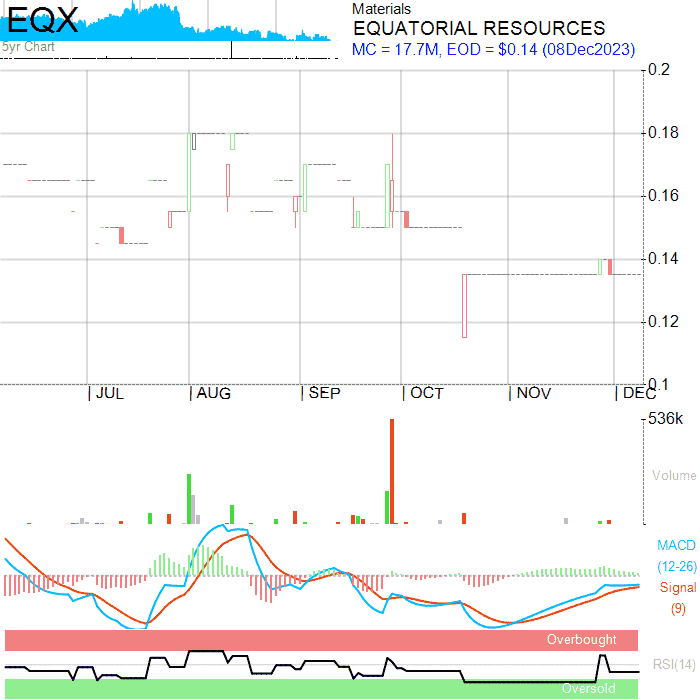 EQX
5yr Chart
Materials
EQUATORIAL RESOURCES
MC = 17.7M, EOD = $0.14 (08Dec2023)
0.2
0.18
0.16
0.14
0.12
0.1
JUL AUG SEP OCT NOV DEC
536k
Volume
MACD
(12-26)
Signal
(9)
Overbought
RSI(14)
Oversold